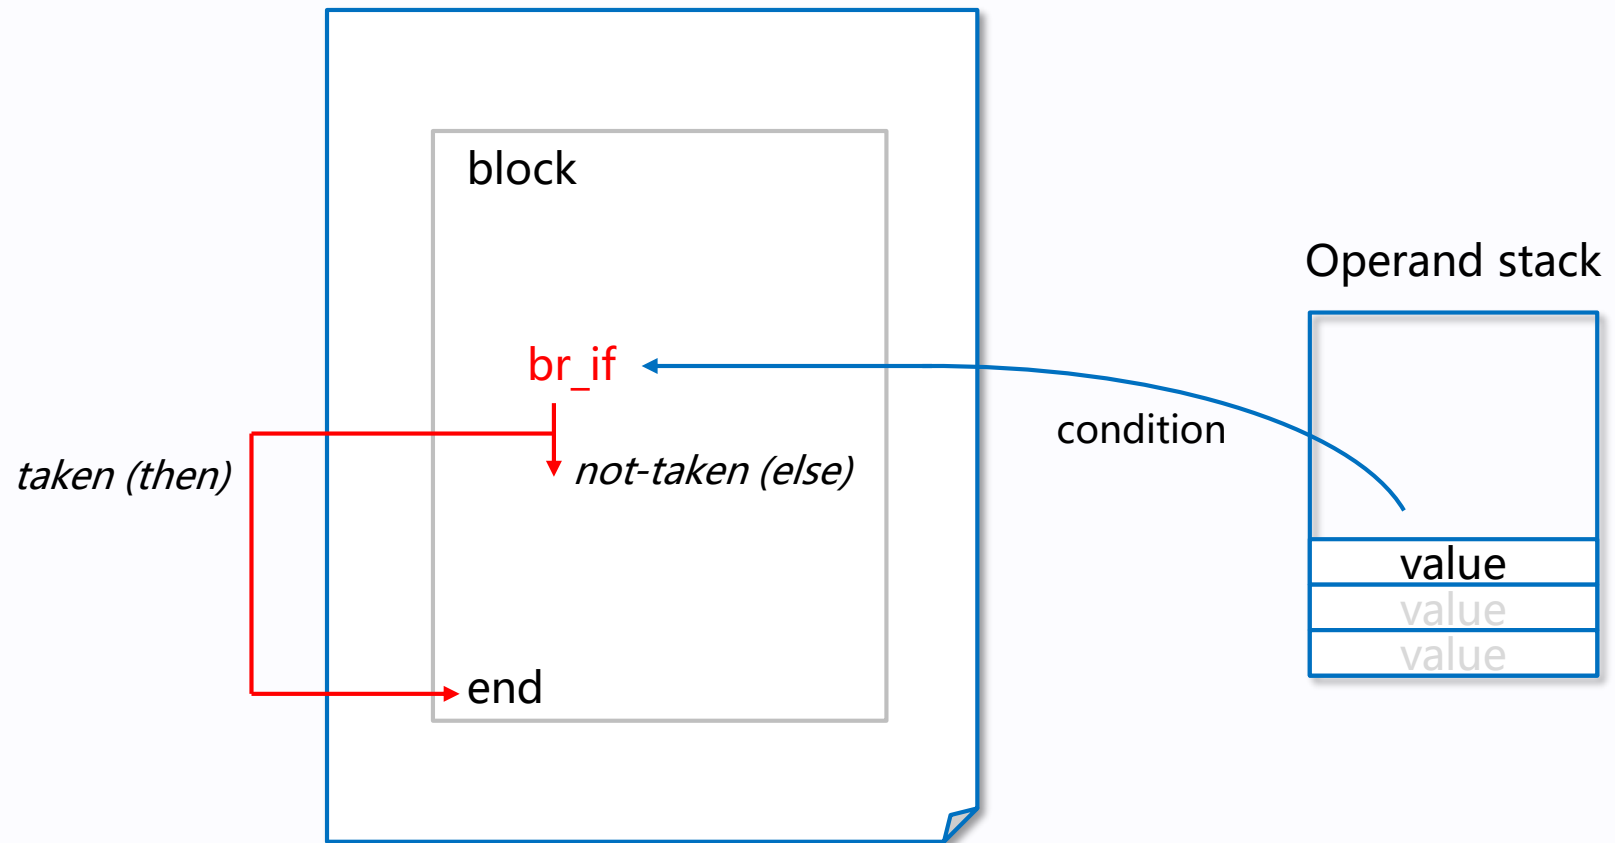 block
Operand stack
br_if
condition
taken (then)
not-taken (else)
value
value
value
end